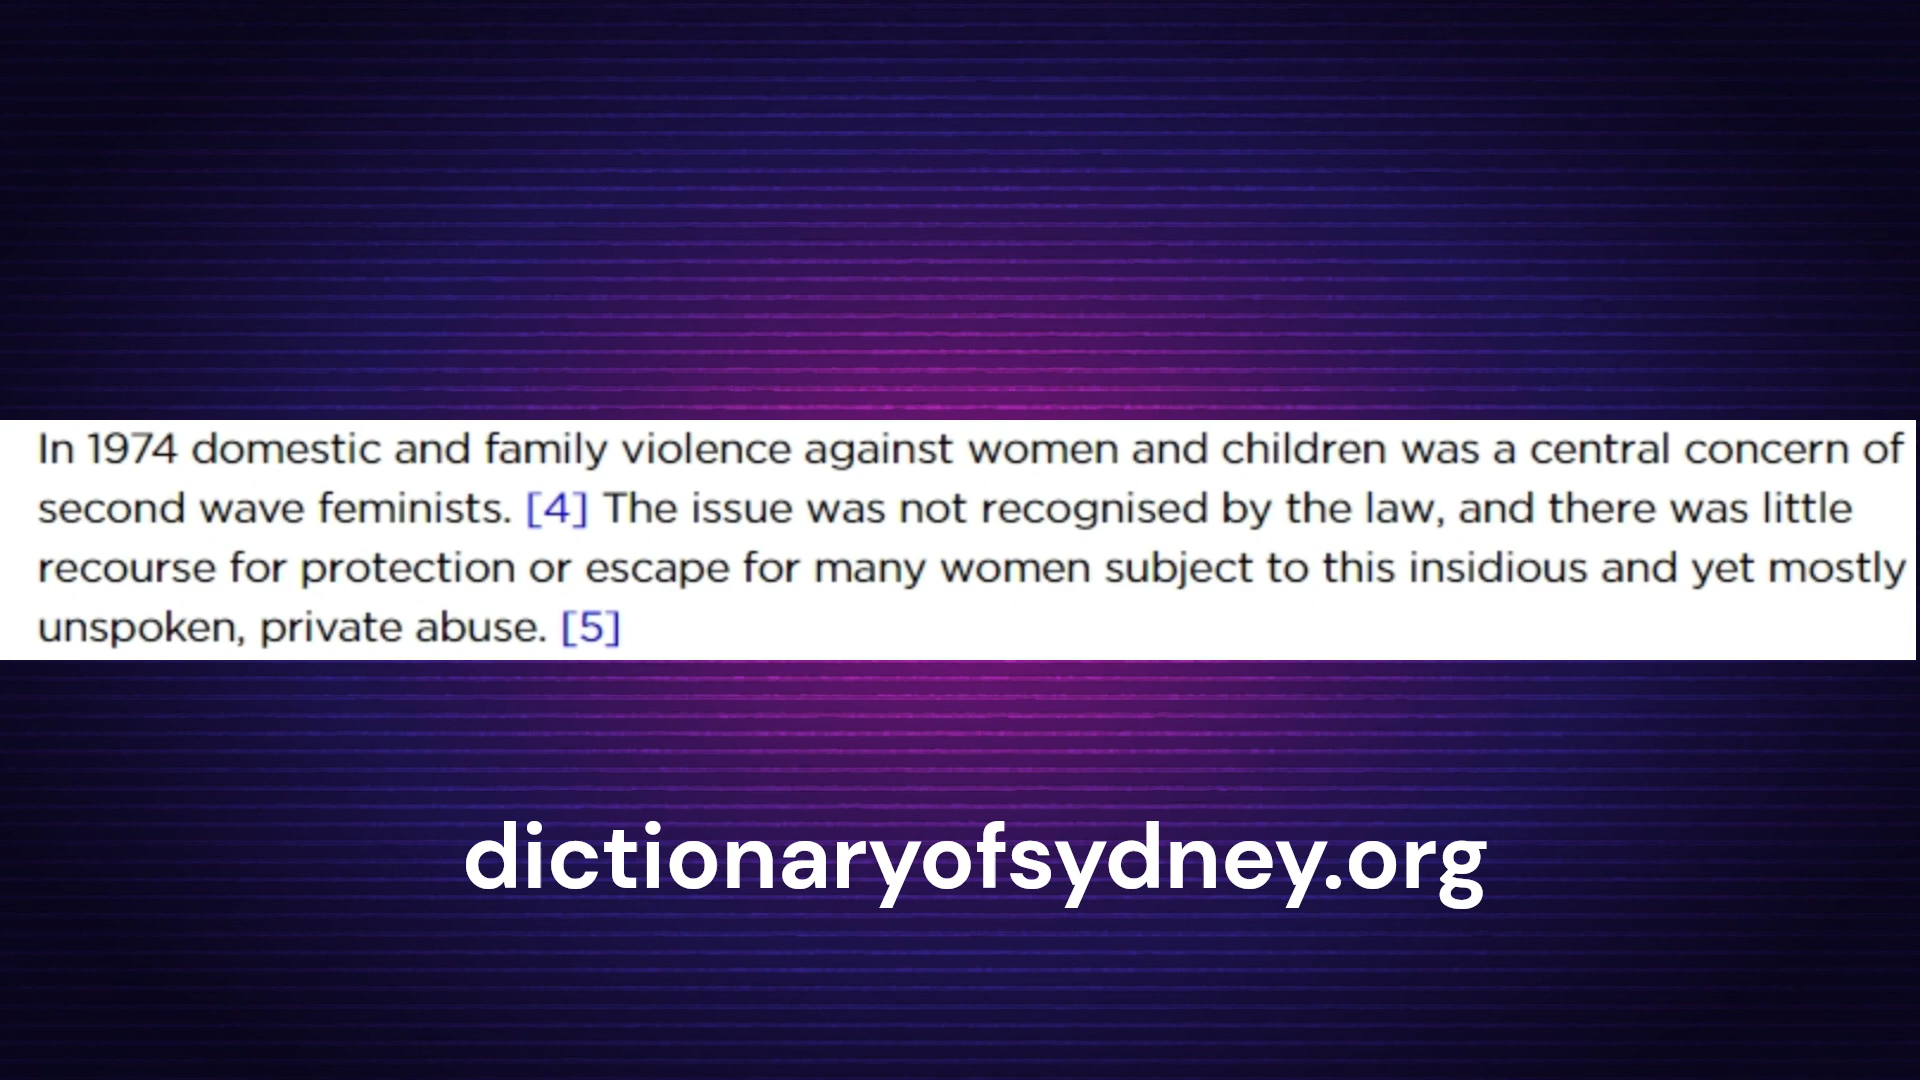 In 1974 domestic and family violence against women and children was a central concern of
second wave feminists. [4] The issue was not recognised by the law, and there was little
recourse for protection or escape for many women subject to this insidious and yet mostly
unspoken, private abuse. [5]
dictionaryofsydney.org